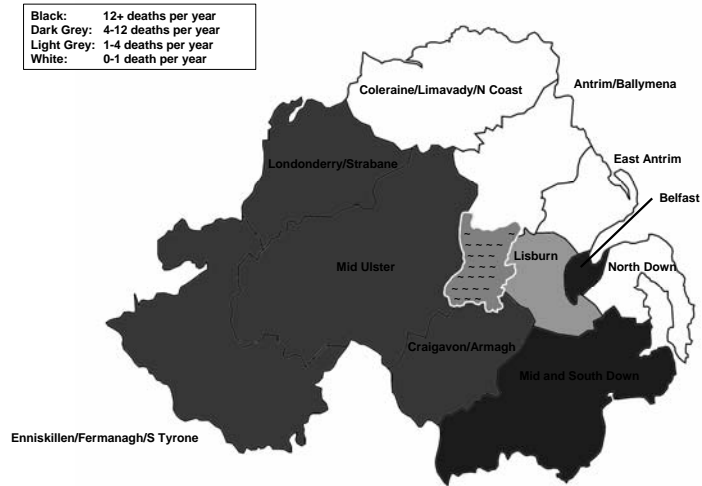 Black: 12+ deaths per year
Dark Grey: 4-12 deaths per year
Light Grey: 1-4 deaths per year
White: 0-1 death per year
Coleraine/Limavady/N Coast
Antrim/Ballymena
Londonderry/Strabane
East Antrim
Belfast
Lisburn
Mid Ulster
North Down
Craigavon/Armagh
Mid and South Down
Enniskillen/Fermanagh/S Tyrone